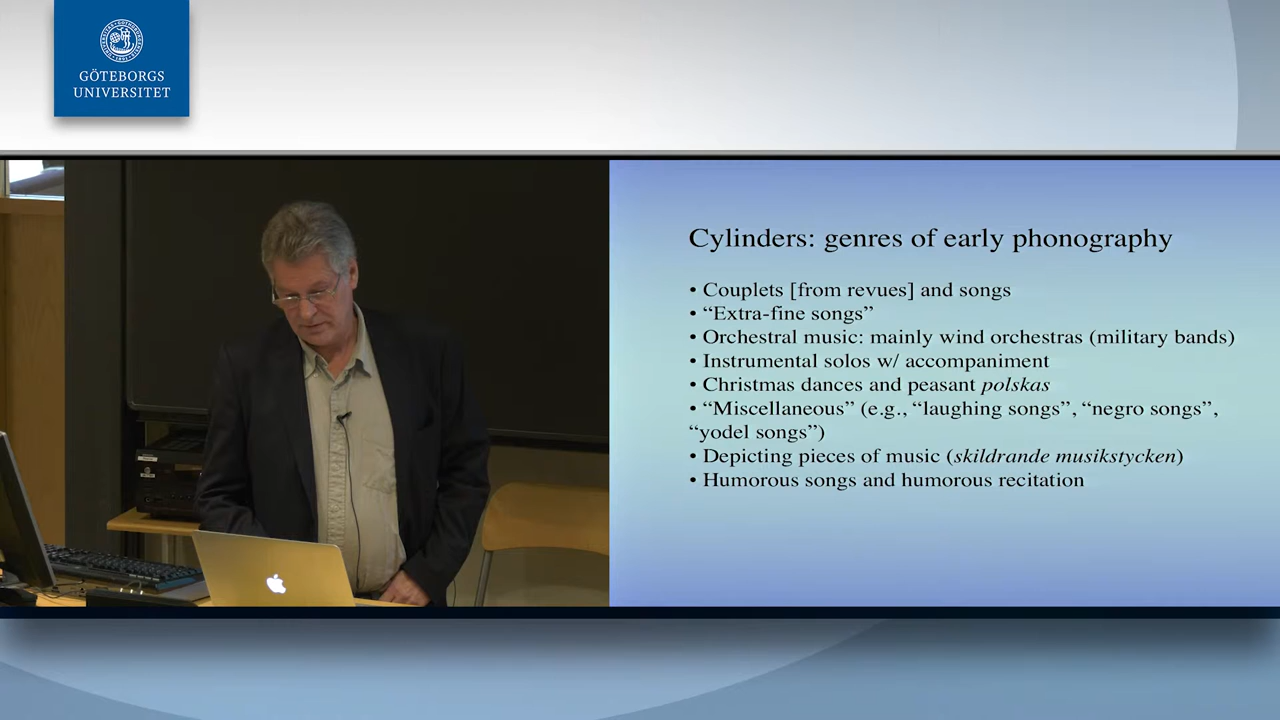 GÖTEBORGS
UNIVERSITET
Cylinders: genres of early phonography
• Couplets [from revues] and songs
• “Extra-fine songs”
• Orchestral music: mainly wind orchestras (military bands)
• Instrumental solos w/ accompaniment
• Christmas dances and peasant polskas
• “Miscellaneous” (e.g., “laughing songs”, “negro songs”,
“yodel songs”)
• Depicting pieces of music (skildrande musikstycken)
• Humorous songs and humorous recitation